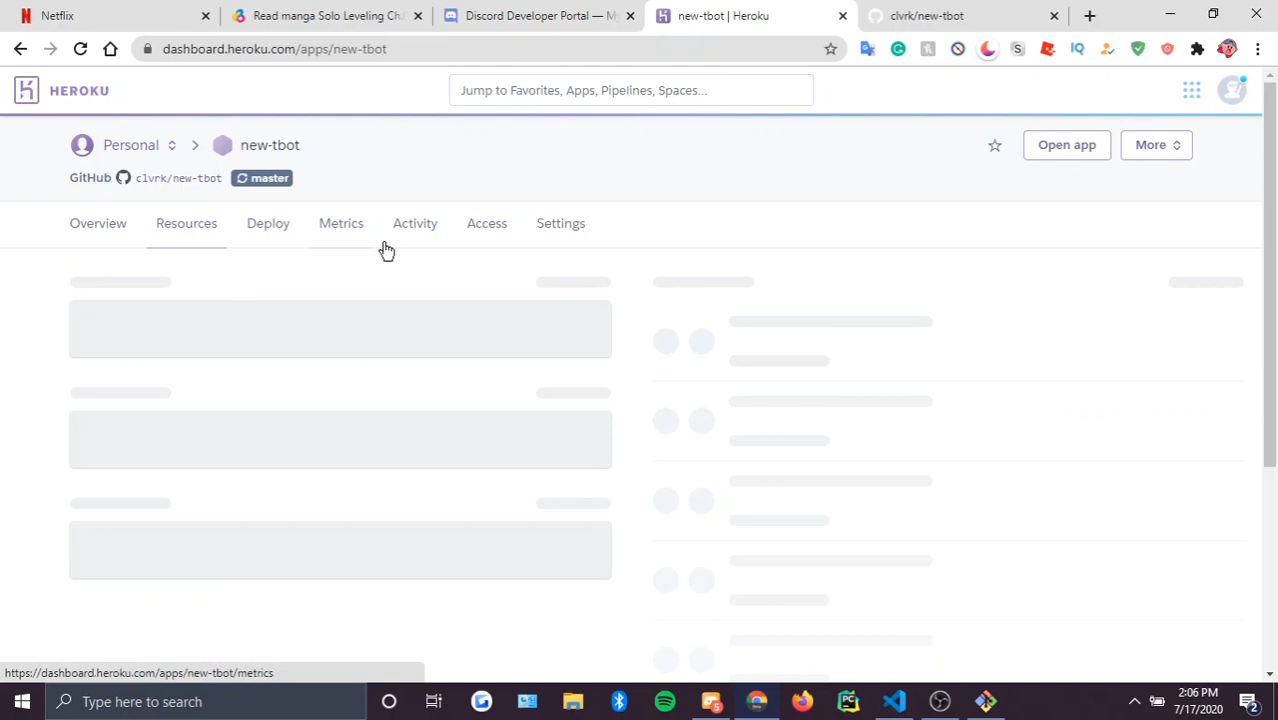 Netflix
Read manga Solo Leveling Ch.
Discord Developer Portal — M
new-tbot | Heroku
clvrk/new-tbot
dashboard.heroku.com/apps/new-tbot
HEROKU
Jump to Favorites, Apps, Pipelines, Spaces...
Personal
new-tbot
Open app
More
GitHub
clvrk/new-tbot
master
Overview
Resources
Deploy
Metrics
Activity
Access
Settings
https://dashboard.heroku.com/apps/new-tbot/metrics
Type here to search
2:06 PM
7/17/2020